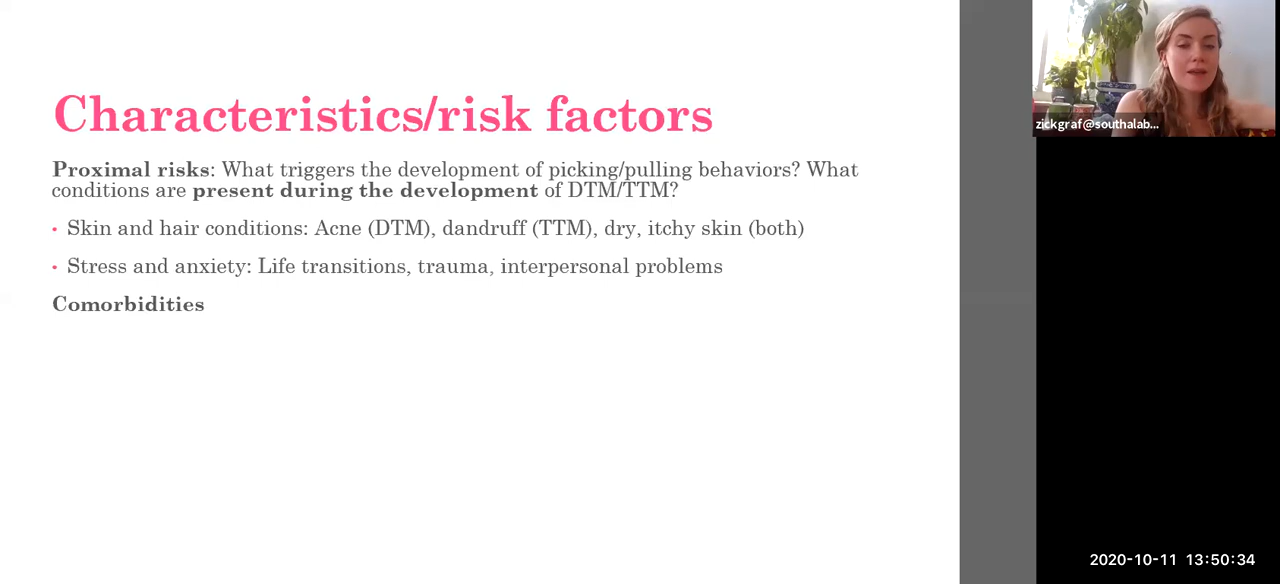 Characteristics/risk factors
Proximal risks: What triggers the development of picking/pulling behaviors? What
conditions are present during the development of DTM/TTM?
• Skin and hair conditions: Acne (DTM), dandruff (TTM), dry, itchy skin (both)
• Stress and anxiety: Life transitions, trauma, interpersonal problems
Comorbidities
zickgraf@southalab...
2020-10-11 13:50:34